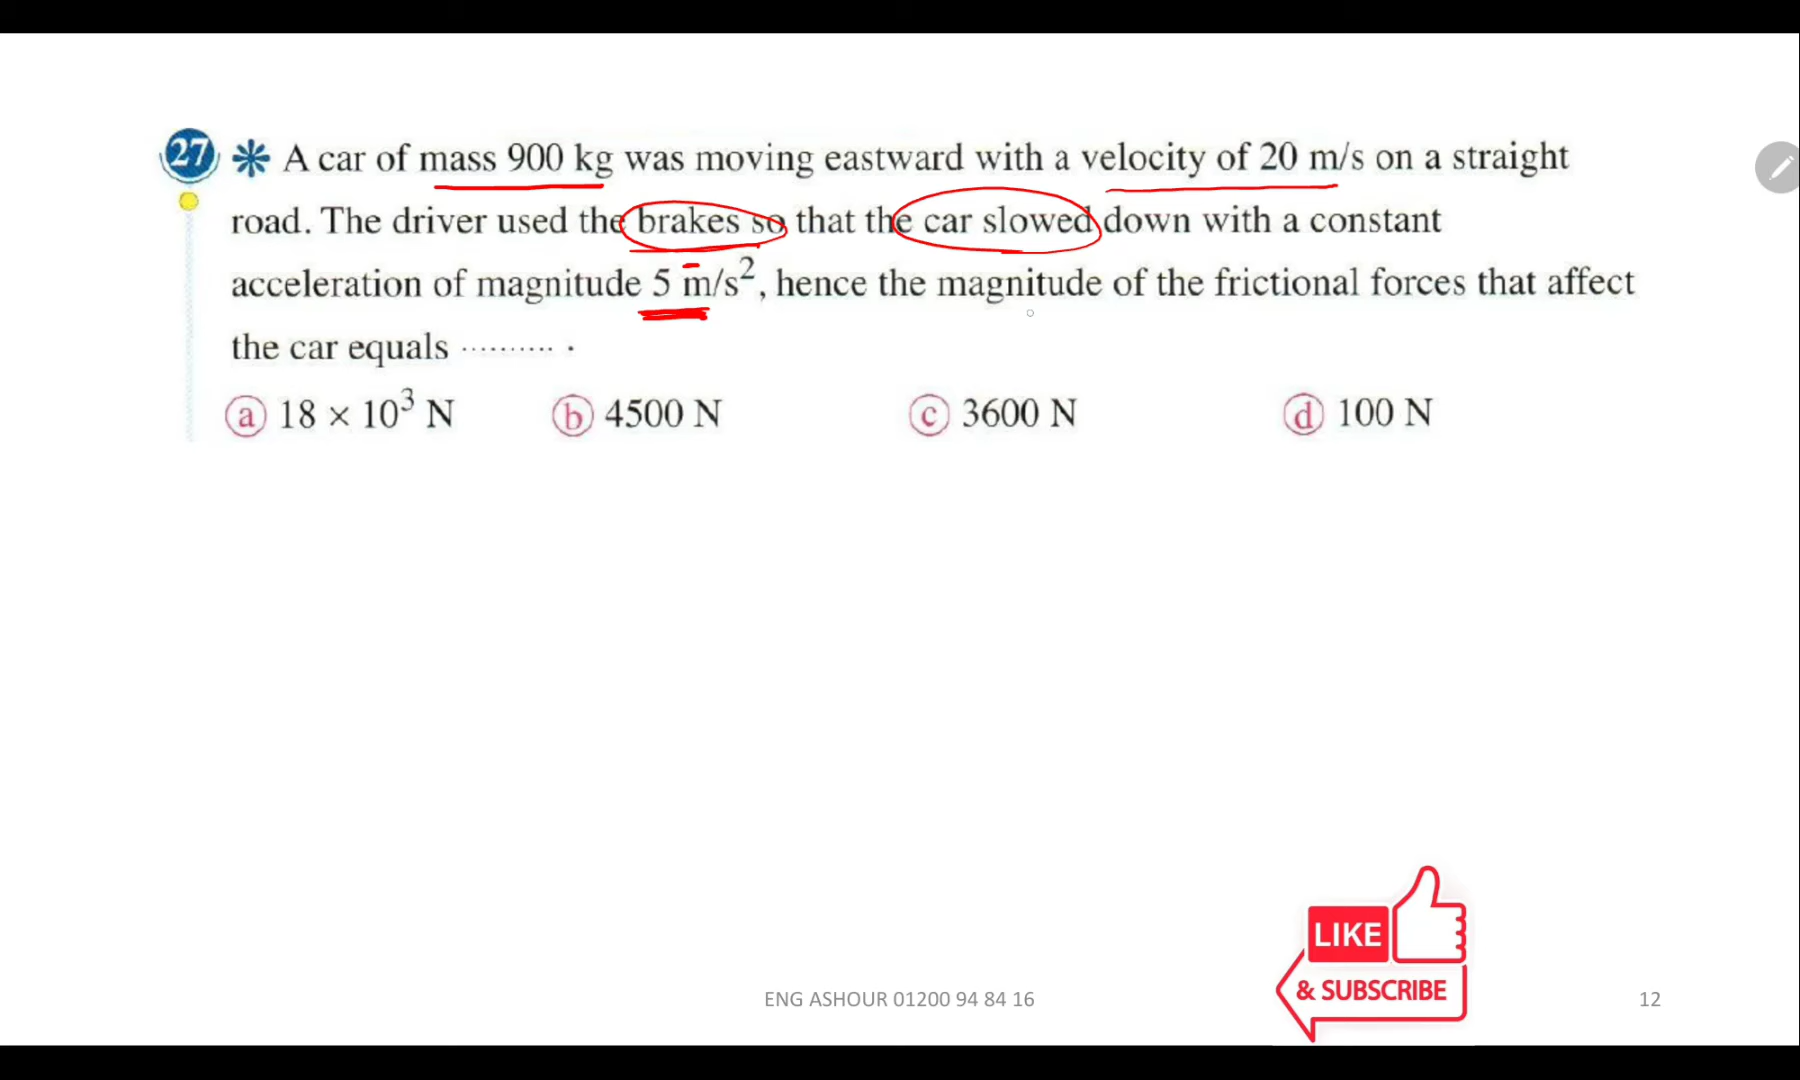 27 * A car of mass 900 kg was moving eastward with a velocity of 20 m/s on a straight
road. The driver used the brakes so that the car slowed down with a constant
acceleration of magnitude 5 m/s², hence the magnitude of the frictional forces that affect
the car equals .......... .
ⓐ 18 × 10³ N ⓑ 4500 N ⓒ 3600 N ⓓ 100 N
LIKE
& SUBSCRIBE
ENG ASHOUR 01200 94 84 16
12